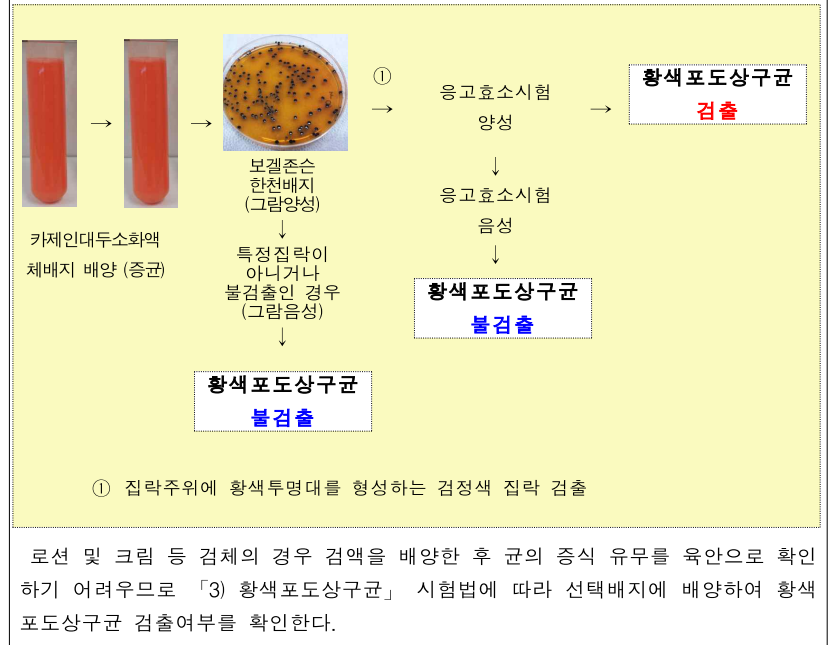 ①
→
→
→
→
응고효소시험
양성
황색포도상구균
검출
보겔존슨
한천배지
(그람양성)
↓
↓
응고효소시험
음성
카제인대두소화액
체배지 배양 (증균)
↓
특정집락이
아니거나
불검출인 경우
(그람음성)
↓
황색포도상구균
불검출
↓
황색포도상구균
불검출
① 집락주위에 황색투명대를 형성하는 검정색 집락 검출
로션 및 크림 등 검체의 경우 검액을 배양한 후 균의 증식 유무를 육안으로 확인
하기 어려우므로 「3) 황색포도상구균」 시험법에 따라 선택배지에 배양하여 황색
포도상구균 검출여부를 확인한다.